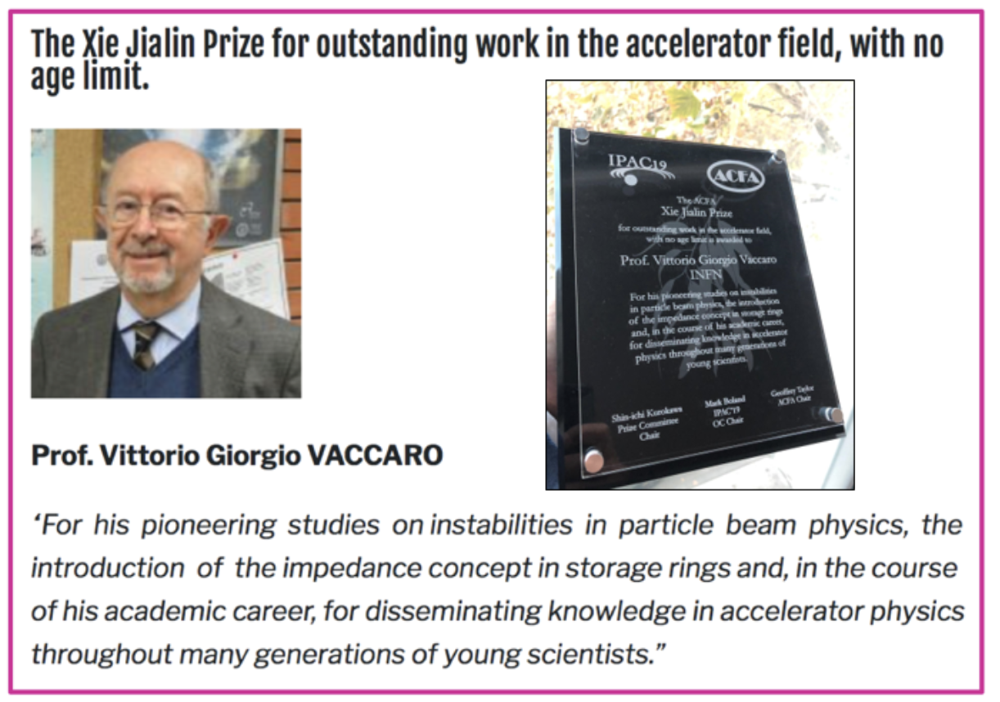 The Xie Jialin Prize for outstanding work in the accelerator field, with no
age limit.
IPAC19
ACFA
The ACFA
Xie Jialin Prize
for outstanding work in the accelerator field,
with no age limit is awarded to
Prof. Vittorio Giorgio Vaccaro
INFN
For his pioneering studies on instabilities
in particle beam physics, the introduction
of the impedance concept in storage rings
and, in the course of his academic career,
for disseminating knowledge in accelerator
physics throughout many generations of
young scientists.
Shin-ichi Kurokawa
Prize Committee
Chair
Mark Boland
IPAC'19
OC Chair
Geoffrey Taylor
ACFA Chair
Prof. Vittorio Giorgio VACCARO
‘For his pioneering studies on instabilities in particle beam physics, the
introduction of the impedance concept in storage rings and, in the course
of his academic career, for disseminating knowledge in accelerator physics
throughout many generations of young scientists.”